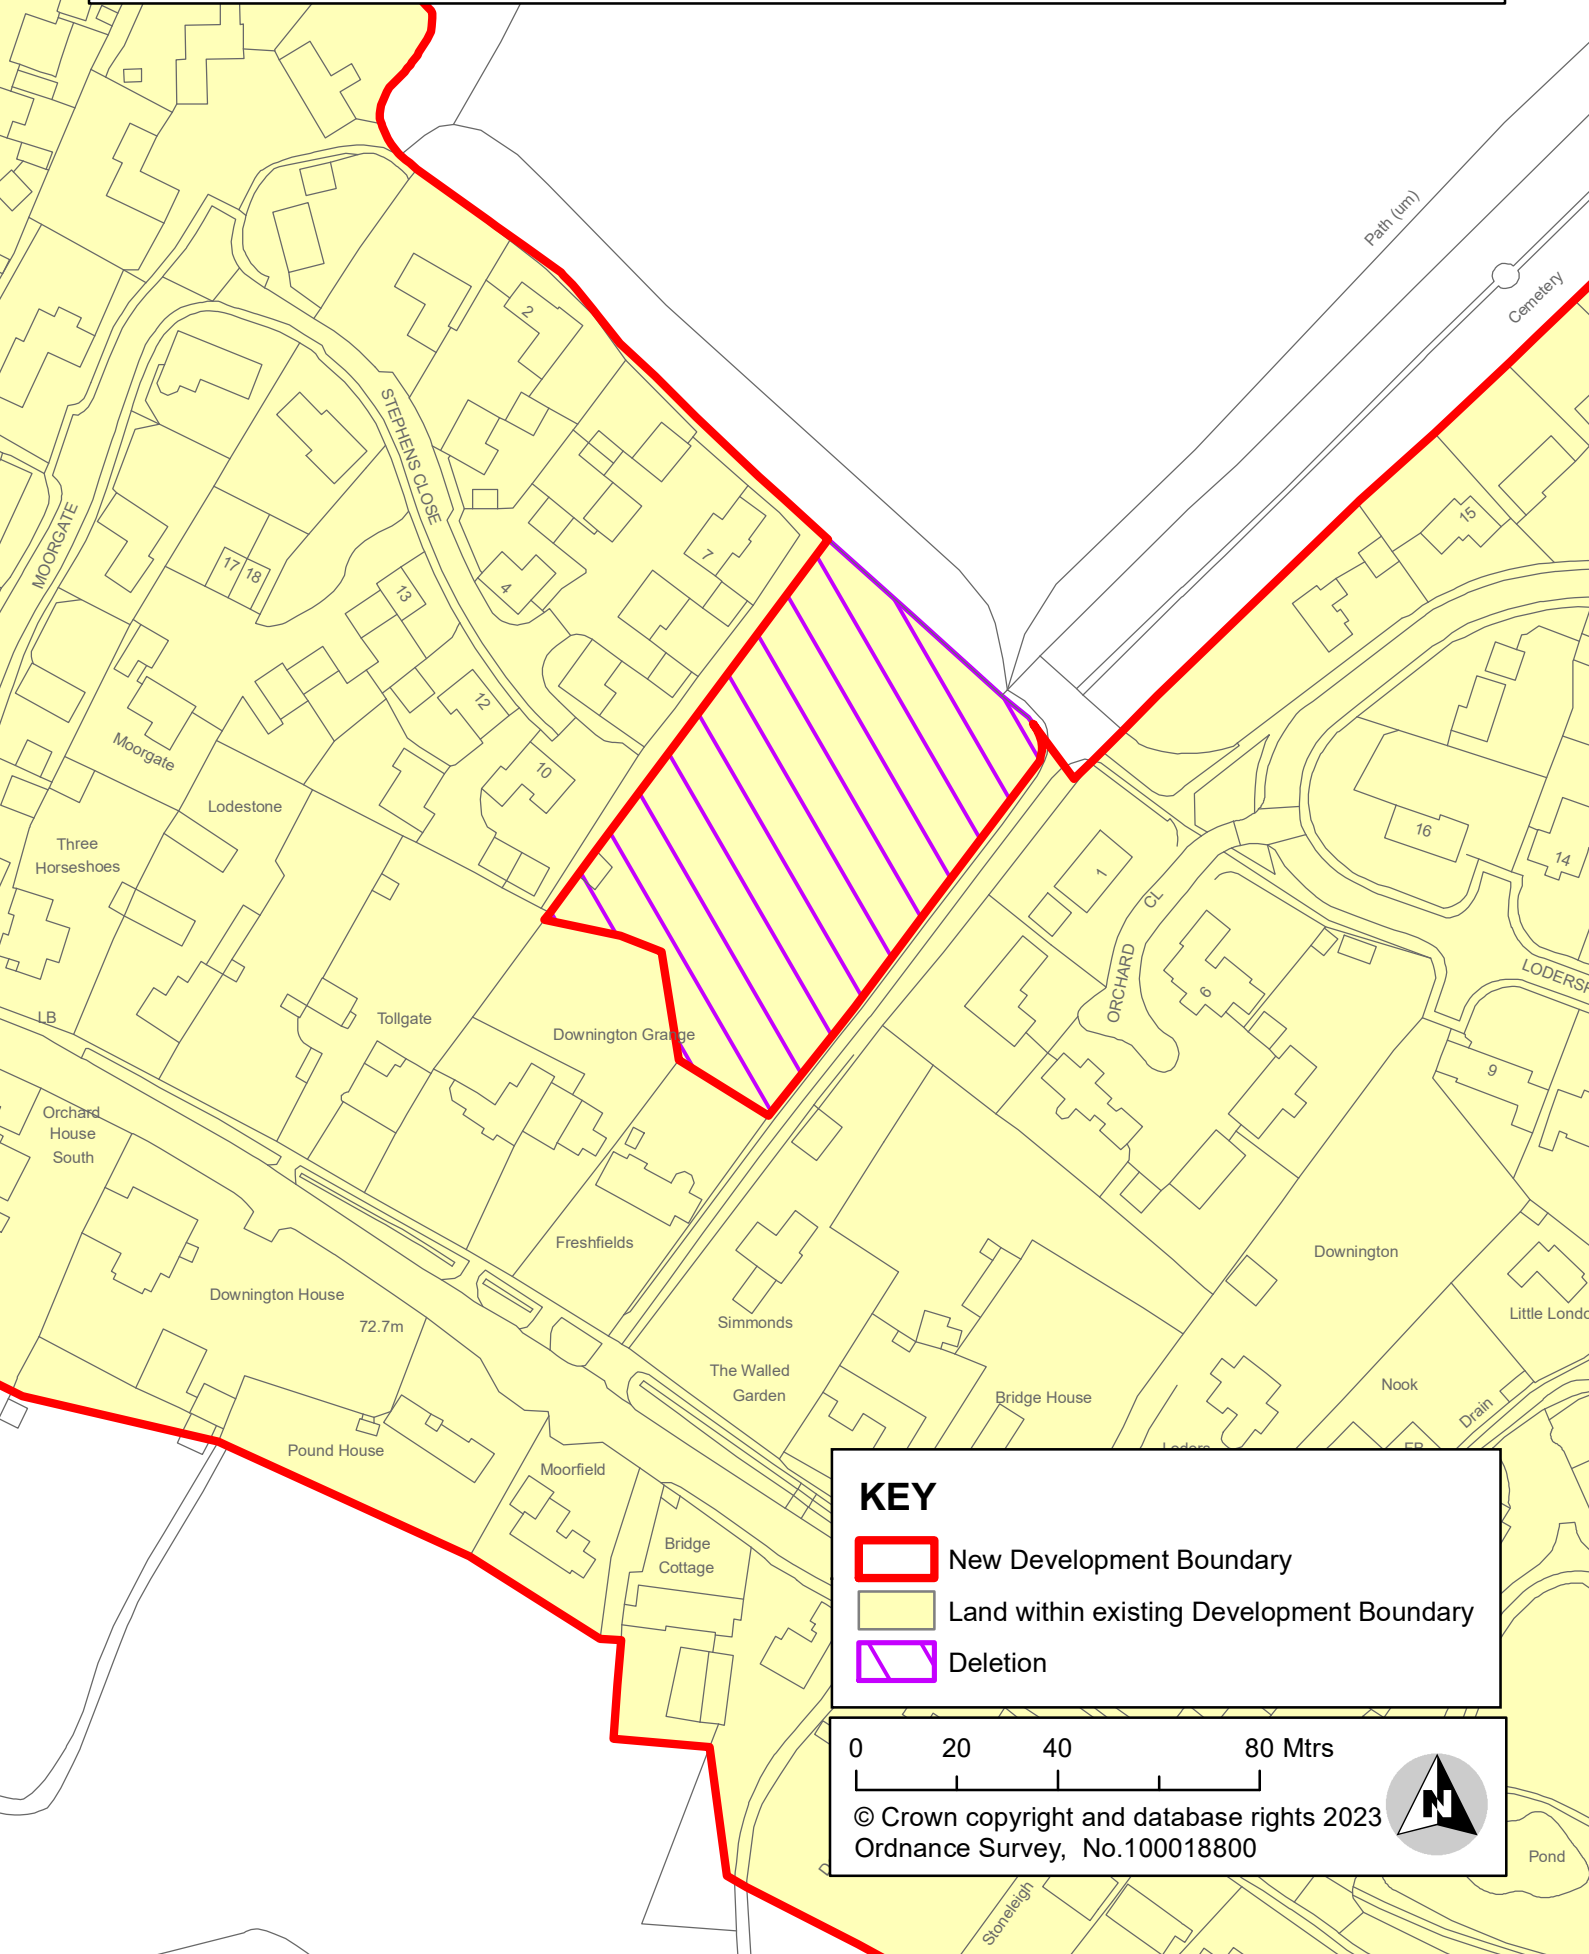 Path (um)
Cemetery
2
STEPHENS CLOSE
MOORGATE
7
15
17
18
13
4
12
10
Moorgate
Lodestone
Three
Horseshoes
16
14
1
CL
ORCHARD
6
LB
Tollgate
Downington Grange
9
Orchard
House
South
Freshfields
Downington
Downington House
72.7m
Simmonds
Little Londo
The Walled
Garden
Bridge House
Nook
Drain
Pound House
Moorfield
Bridge
Cottage
KEY
New Development Boundary
Land within existing Development Boundary
Deletion
0 20 40 80 Mtrs
© Crown copyright and database rights 2023
Ordnance Survey, No.100018800
N
Pond
Stoneleigh